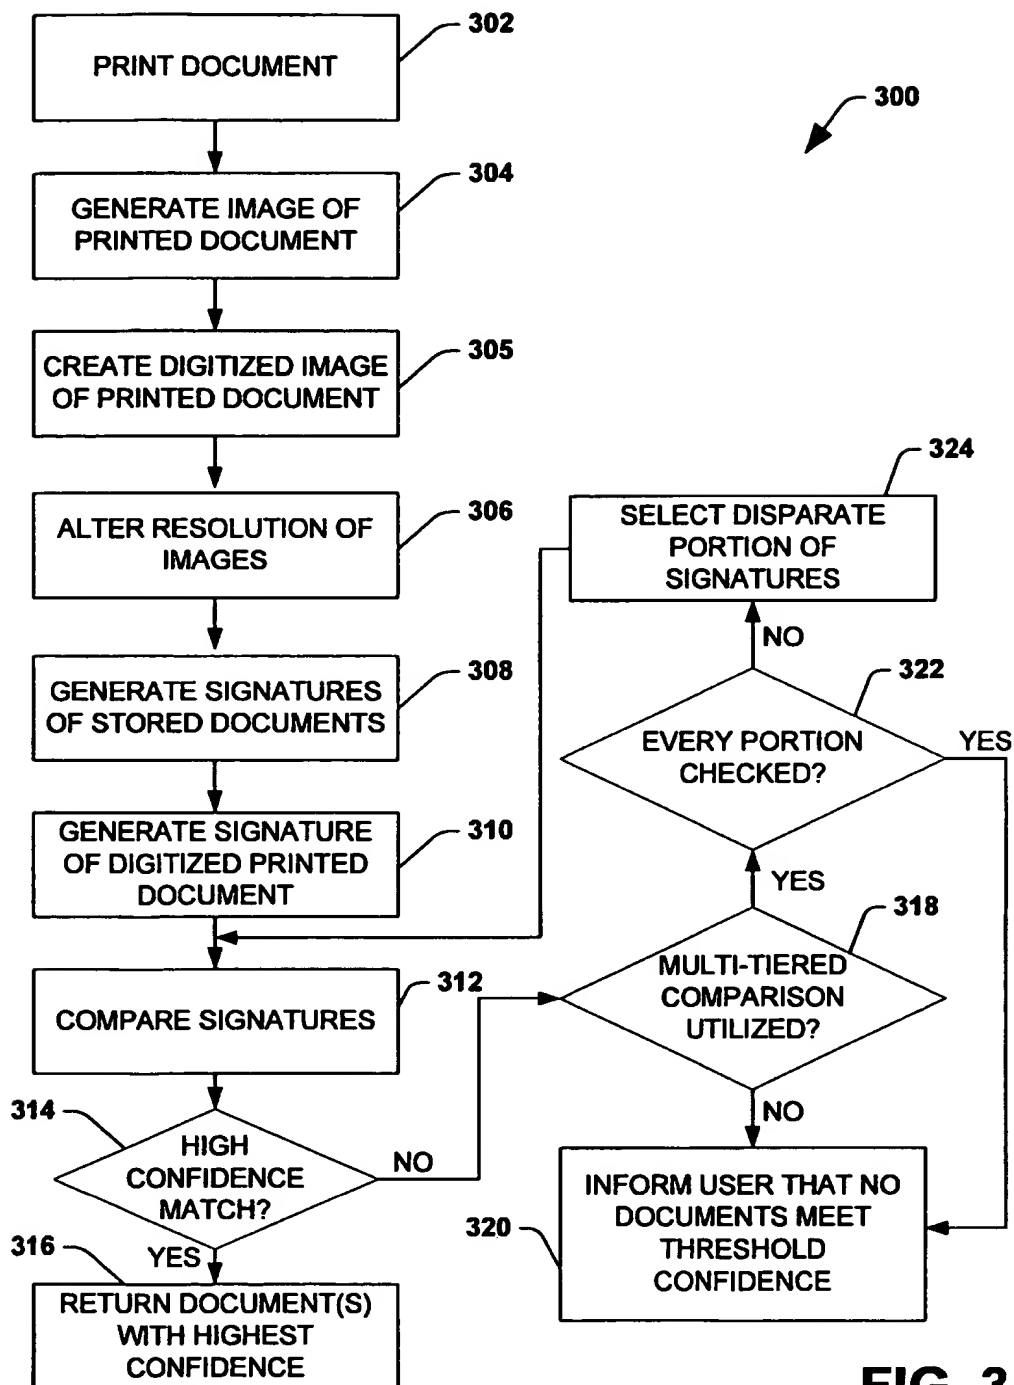 302
PRINT DOCUMENT
300
304
GENERATE IMAGE OF
PRINTED DOCUMENT
305
CREATE DIGITIZED IMAGE
OF PRINTED DOCUMENT
306
ALTER RESOLUTION OF
IMAGES
308
GENERATE SIGNATURES
OF STORED DOCUMENTS
310
GENERATE SIGNATURE
OF DIGITIZED PRINTED
DOCUMENT
312
COMPARE SIGNATURES
314
HIGH
CONFIDENCE
MATCH?
NO
YES
316
RETURN DOCUMENT(S)
WITH HIGHEST
CONFIDENCE
324
SELECT DISPARATE
PORTION OF
SIGNATURES
NO
322
EVERY PORTION
CHECKED?
YES
YES
318
MULTI-TIERED
COMPARISON
UTILIZED?
NO
320
INFORM USER THAT NO
DOCUMENTS MEET
THRESHOLD
CONFIDENCE
FIG. 3